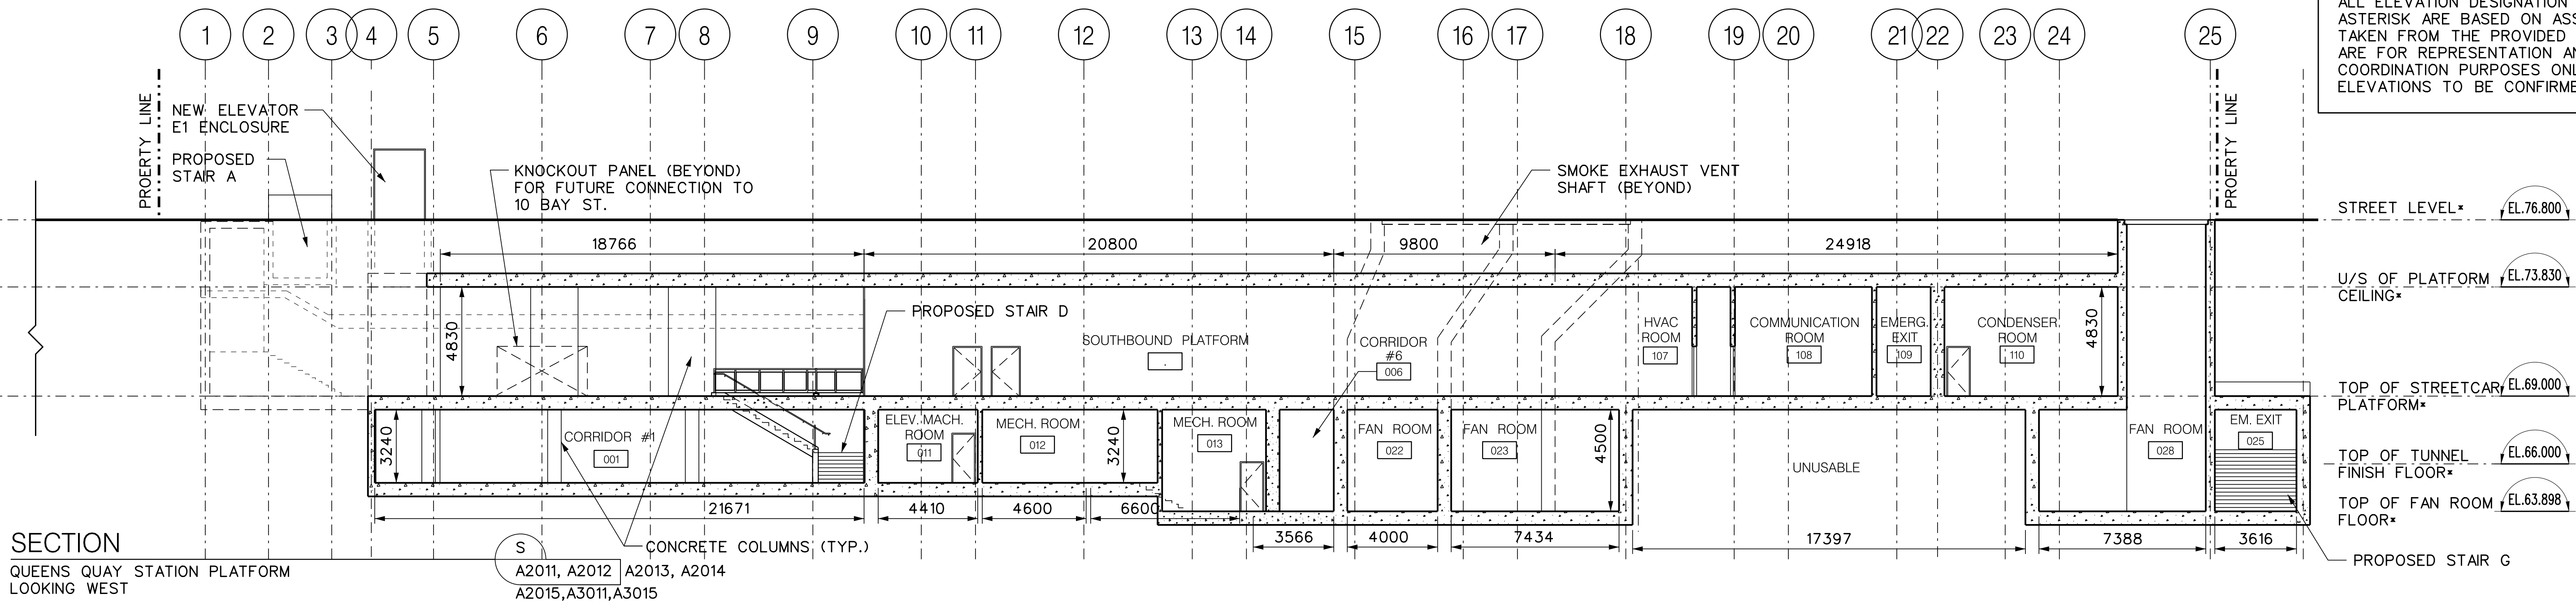 1 2 3 4 5 6 7 8 9 10 11 12 13 14 15 16 17 18 19 20 21 22 23 24 25
ALL ELEVATION DESIGNATION
ASTERISK ARE BASED ON ASS
TAKEN FROM THE PROVIDED
ARE FOR REPRESENTATION AN
COORDINATION PURPOSES ONL
ELEVATIONS TO BE CONFIRME
PROERTY LINE
NEW ELEVATOR
E1 ENCLOSURE
PROPOSED
STAIR A
KNOCKOUT PANEL (BEYOND)
FOR FUTURE CONNECTION TO
10 BAY ST.
SMOKE EXHAUST VENT
SHAFT (BEYOND)
PROERTY LINE
STREET LEVEL*
EL.76.800
18766
20800
9800
24918
U/S OF PLATFORM
CEILING*
EL.73.830
4830
PROPOSED STAIR D
SOUTHBOUND PLATFORM
.
CORRIDOR
#6
006
HVAC
ROOM
107
COMMUNICATION
ROOM
108
EMERG.
EXIT
109
CONDENSER
ROOM
110
4830
TOP OF STREETCAR
PLATFORM*
EL.69.000
3240
CORRIDOR #1
001
ELEV. MACH.
ROOM
011
MECH. ROOM
012
3240
MECH. ROOM
013
FAN ROOM
022
FAN ROOM
023
4500
UNUSABLE
FAN ROOM
028
EM. EXIT
025
TOP OF TUNNEL
FINISH FLOOR*
EL.66.000
TOP OF FAN ROOM
FLOOR*
EL.63.898
21671
4410
4600
6600
3566
4000
7434
17397
7388
3616
CONCRETE COLUMNS (TYP.)
PROPOSED STAIR G
SECTION
QUEENS QUAY STATION PLATFORM
LOOKING WEST
S
A2011, A2012 A2013, A2014
A2015,A3011,A3015